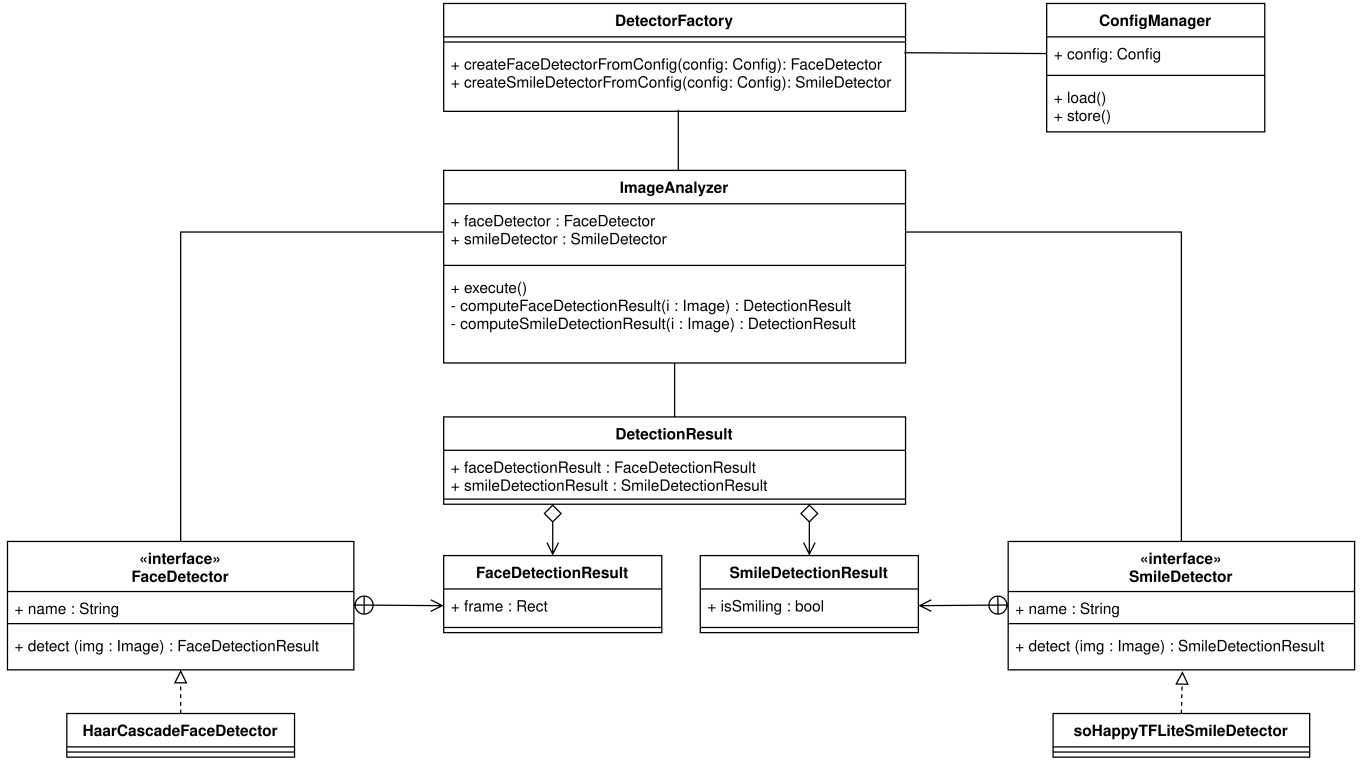 DetectorFactory
+ createFaceDetectorFromConfig(config: Config): FaceDetector
+ createSmileDetectorFromConfig(config: Config): SmileDetector
ConfigManager
+ config: Config
+ load()
+ store()
ImageAnalyzer
+ faceDetector : FaceDetector
+ smileDetector : SmileDetector
+ execute()
- computeFaceDetectionResult(i : Image) : DetectionResult
- computeSmileDetectionResult(i : Image) : DetectionResult
DetectionResult
+ faceDetectionResult : FaceDetectionResult
+ smileDetectionResult : SmileDetectionResult
«interface»
FaceDetector
+ name : String
+ detect (img : Image) : FaceDetectionResult
FaceDetectionResult
+ frame : Rect
SmileDetectionResult
+ isSmiling : bool
«interface»
SmileDetector
+ name : String
+ detect (img : Image) : SmileDetectionResult
HaarCascadeFaceDetector
soHappyTFLiteSmileDetector